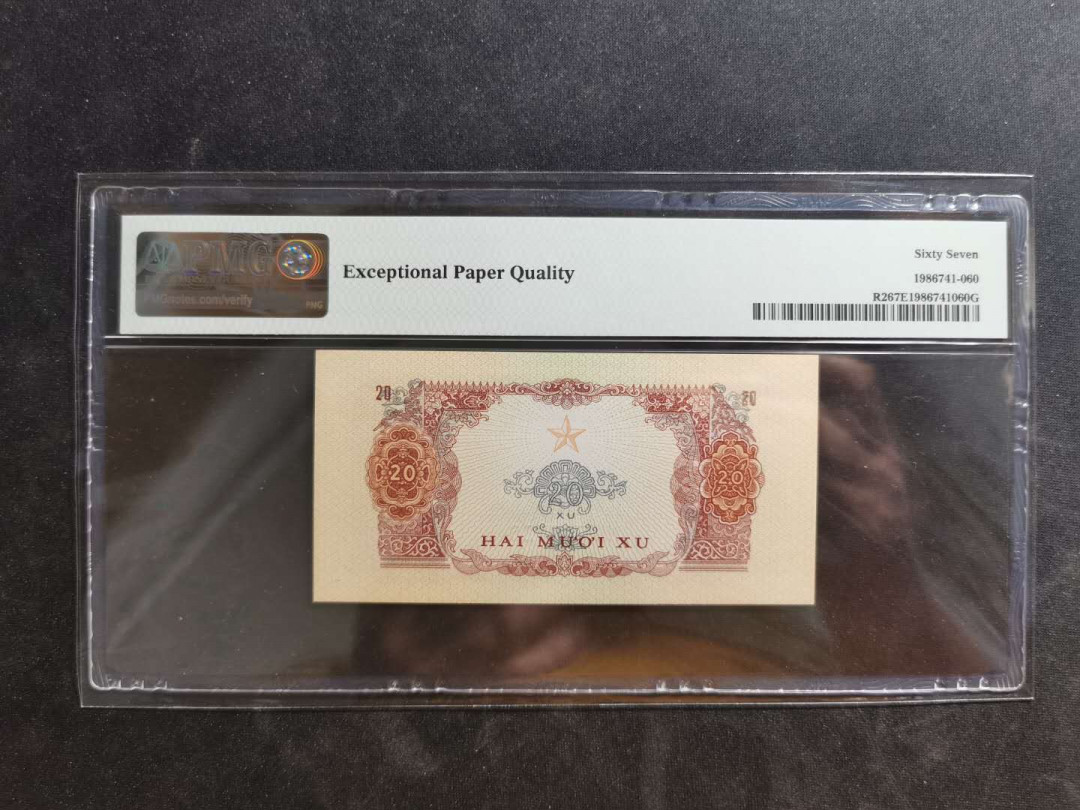 PMG
PMGnotes.com/verify
PMG
Exceptional Paper Quality
Sixty Seven
1986741-060
R267E1986741060G
20
20
20
20
20
XU
HAI MƯƠI XU